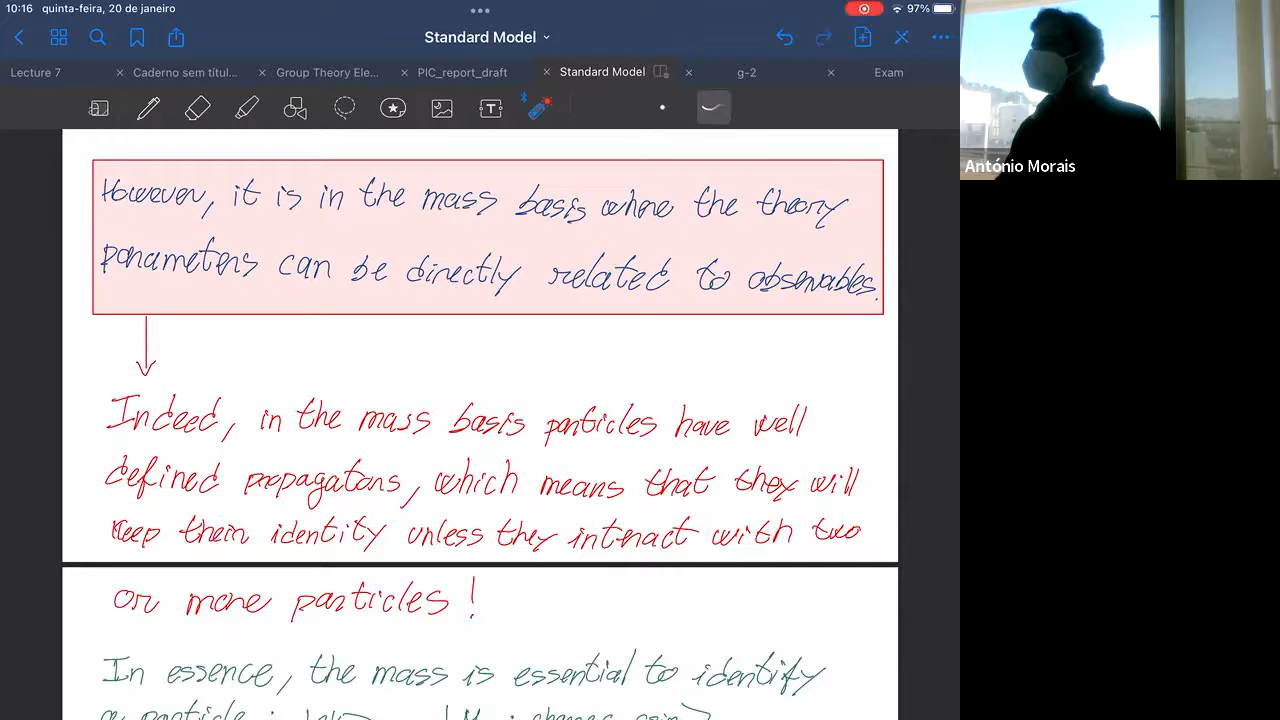 10:16 quinta-feira, 20 de janeiro
97%
Standard Model
Lecture 7
Caderno sem títul...
Group Theory Ele...
PIC_report_draft
Standard Model
g-2
Exam
António Morais
However, it is in the mass basis where the theory
parameters can be directly related to observables.
Indeed, in the mass basis particles have well
defined propagators, which means that they will
keep their identity unless they interact with two
or more particles!
In essence, the mass is essential to identify
a particle :